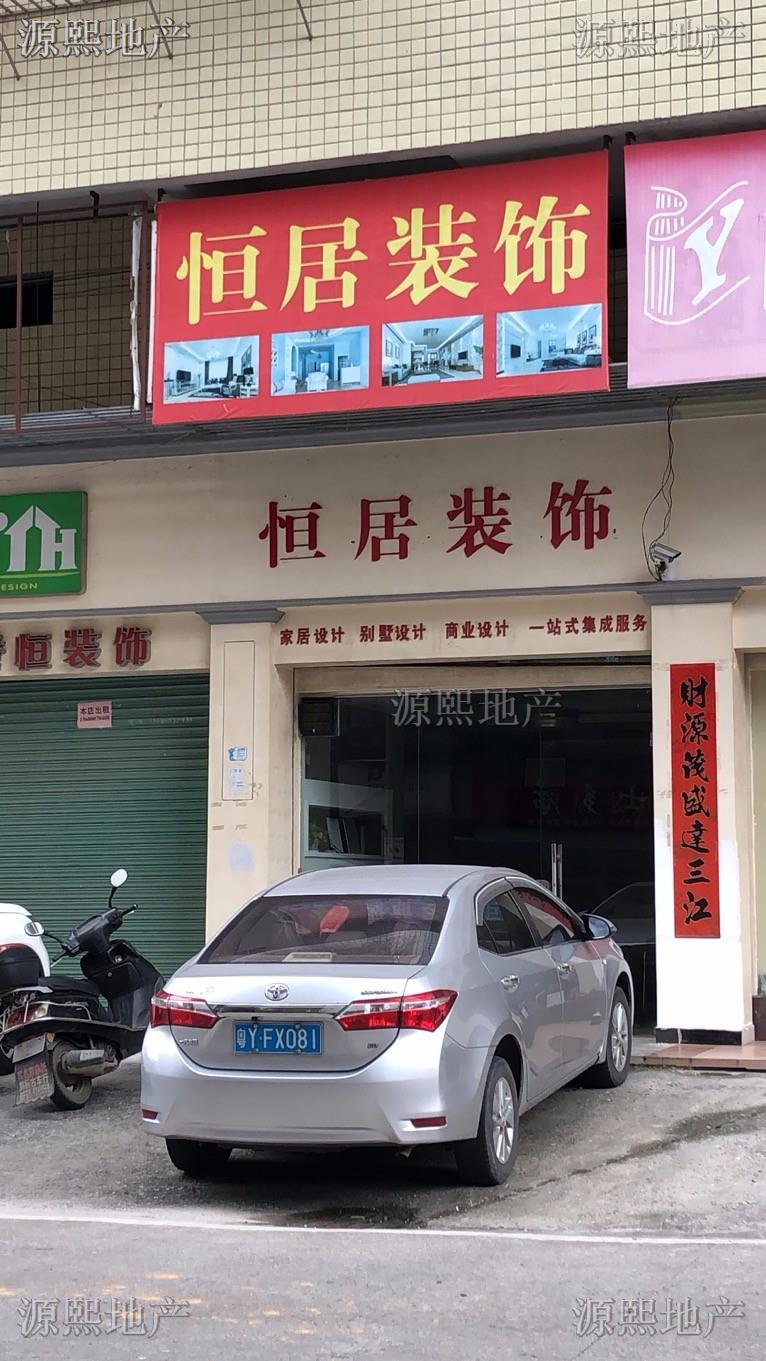 源熙地产
源熙地产
恒居装饰
Y
恒居装饰
TH
ESIGN
家居设计 别墅设计 商业设计 一站式集成服务
恒装饰
本店出租
源熙地产
财源茂盛達三江
粤Y·FX081
源熙地产
源熙地产